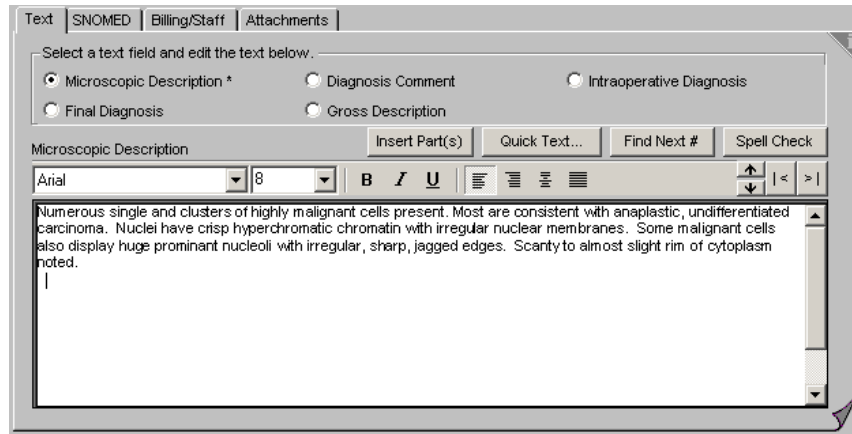 Text SNOMED Billing/Staff Attachments
Select a text field and edit the text below.
Microscopic Description * Diagnosis Comment Intraoperative Diagnosis
Final Diagnosis Gross Description
Microscopic Description Insert Part(s) Quick Text... Find Next # Spell Check
Arial 8 B I U |< >|
Numerous single and clusters of highly malignant cells present. Most are consistent with anaplastic, undifferentiated
carcinoma. Nuclei have crisp hyperchromatic chromatin with irregular nuclear membranes. Some malignant cells
also display huge prominant nucleoli with irregular, sharp, jagged edges. Scanty to almost slight rim of cytoplasm
noted.